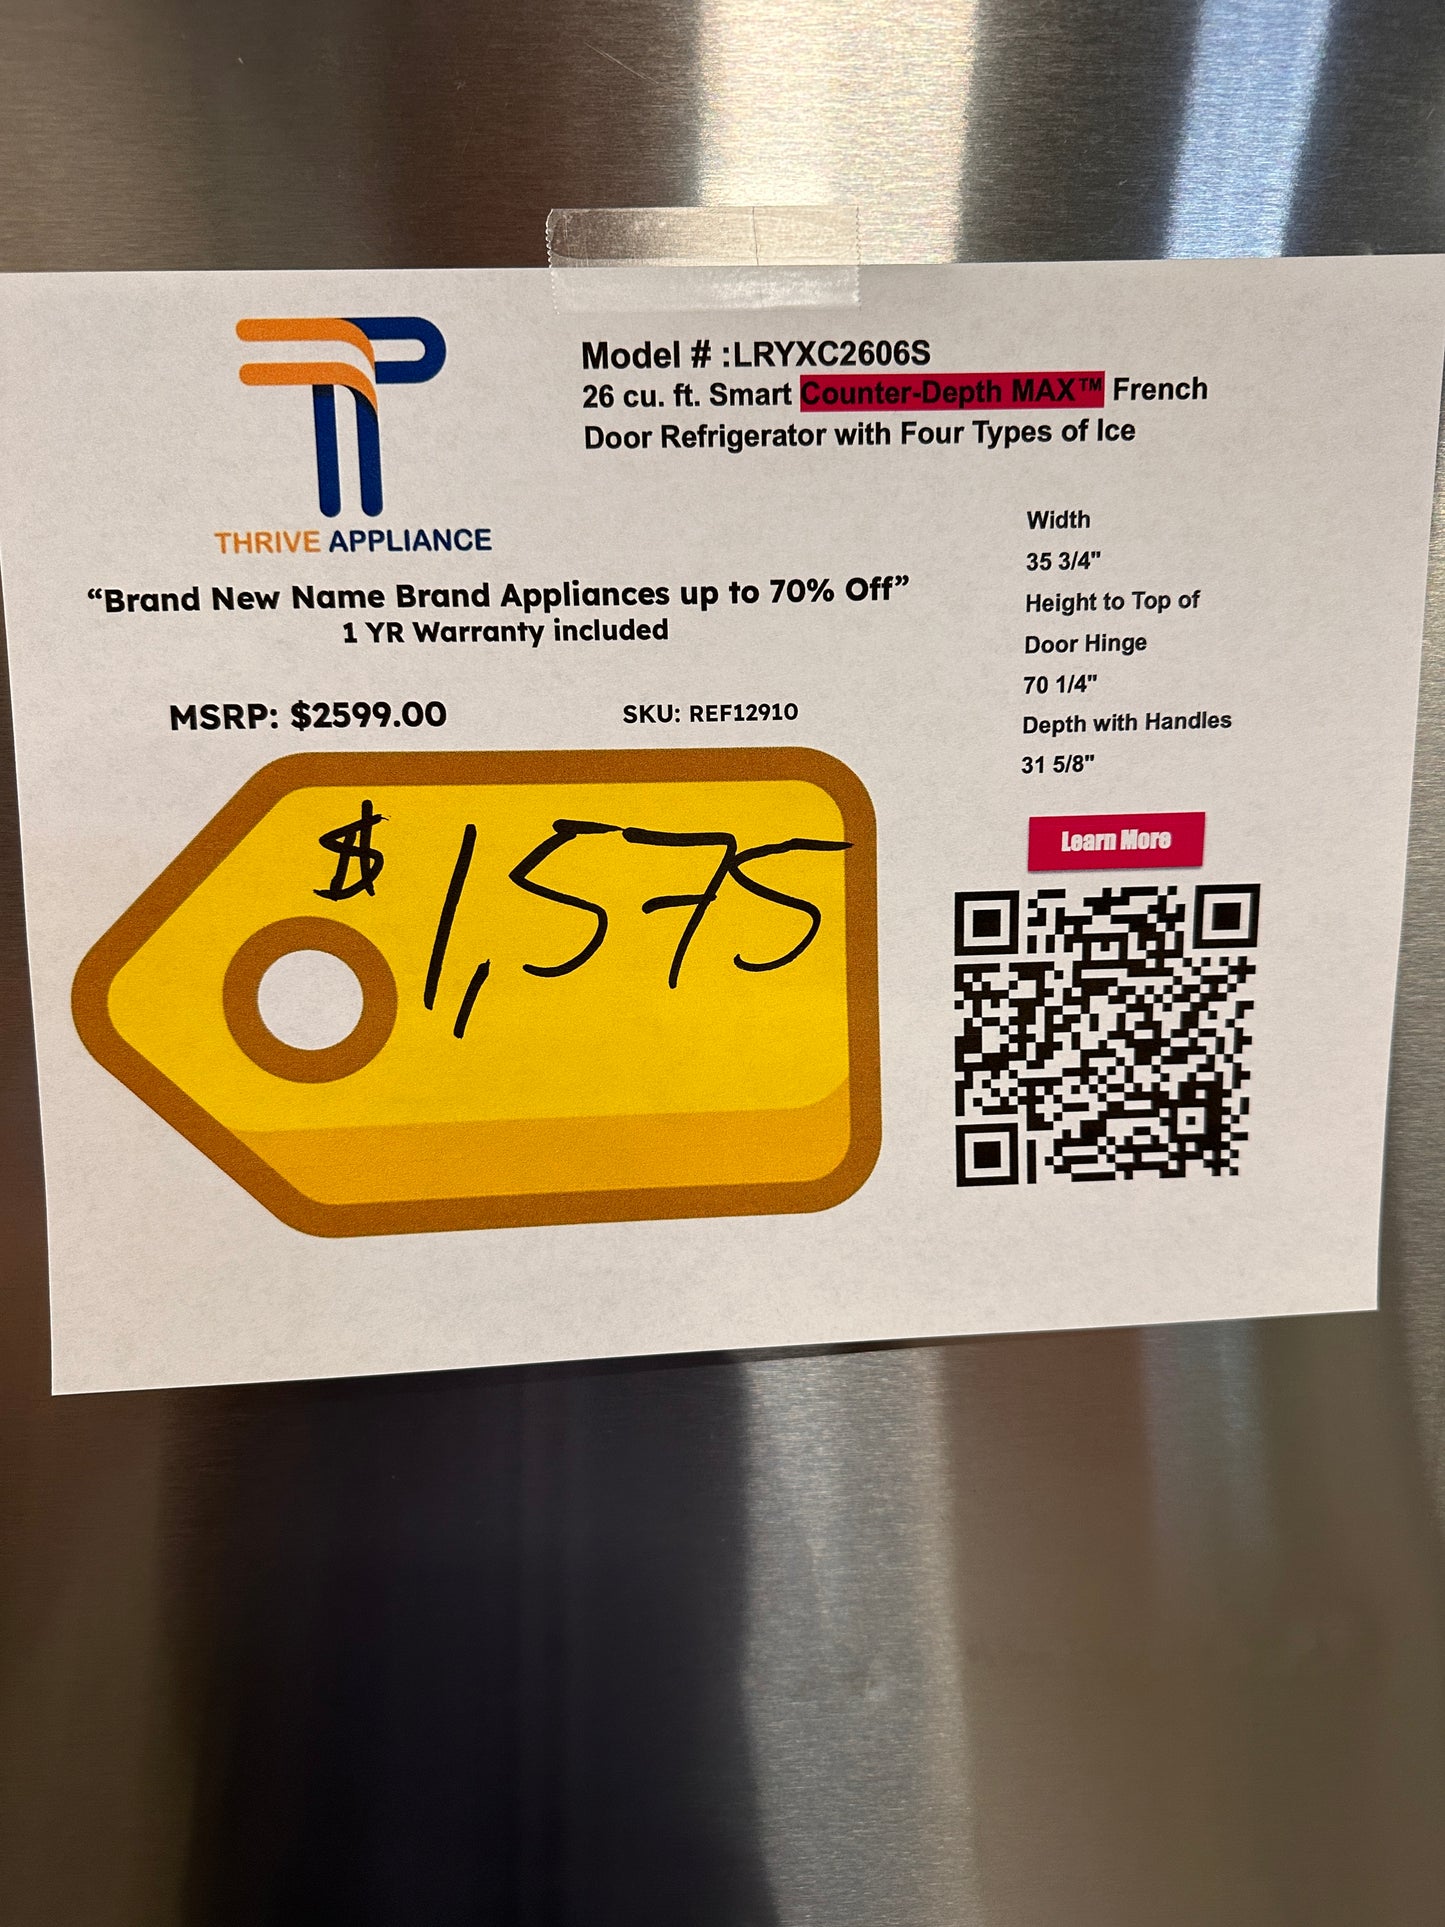 Model # :LRYXC2606S
26 cu. ft. Smart Counter-Depth MAX™ French
Door Refrigerator with Four Types of Ice
THRIVE APPLIANCE
“Brand New Name Brand Appliances up to 70% Off”
1 YR Warranty included
MSRP: $2599.00
SKU: REF12910
$1,575
Width
35 3/4"
Height to Top of
Door Hinge
70 1/4"
Depth with Handles
31 5/8"
Learn More